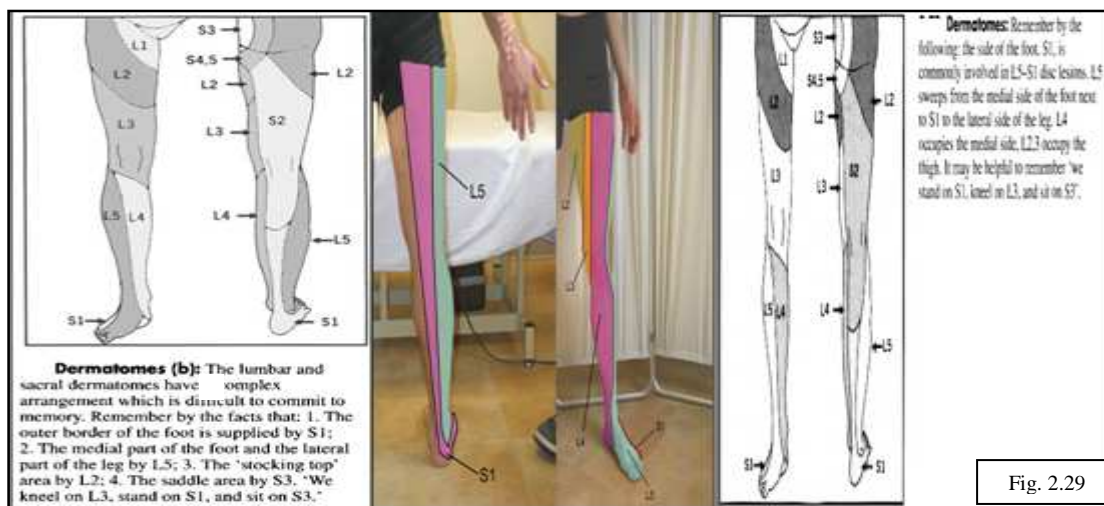 L1
L2
L3
L5
L4
S1
S3
S4,5
L2
L3
L4
S2
L2
L5
S1
Dermatomes (b): The lumbar and
sacral dermatomes have complex
arrangement which is difficult to commit to
memory. Remember by the facts that: 1. The
outer border of the foot is supplied by S1;
2. The medial part of the foot and the lateral
part of the leg by L5; 3. The 'stocking top'
area by L2; 4. The saddle area by S3. 'We
kneel on L3, stand on S1, and sit on S3.'
L5
S1
L4
S3
L1
L2
S4,5
L2
L3
L3
S2
L2
L5
L4
L4
L5
S1
S1
Dermatomes: Remember by the
following: the side of the foot, S1, is
commonly involved in L5-S1 disc lesions. L5
sweeps from the medial side of the foot next
to S1 to the lateral side of the leg. L4
occupies the medial side, L2,3 occupy the
thigh. It may be helpful to remember 'we
stand on S1, kneel on L3, and sit on S3'.
Fig. 2.29